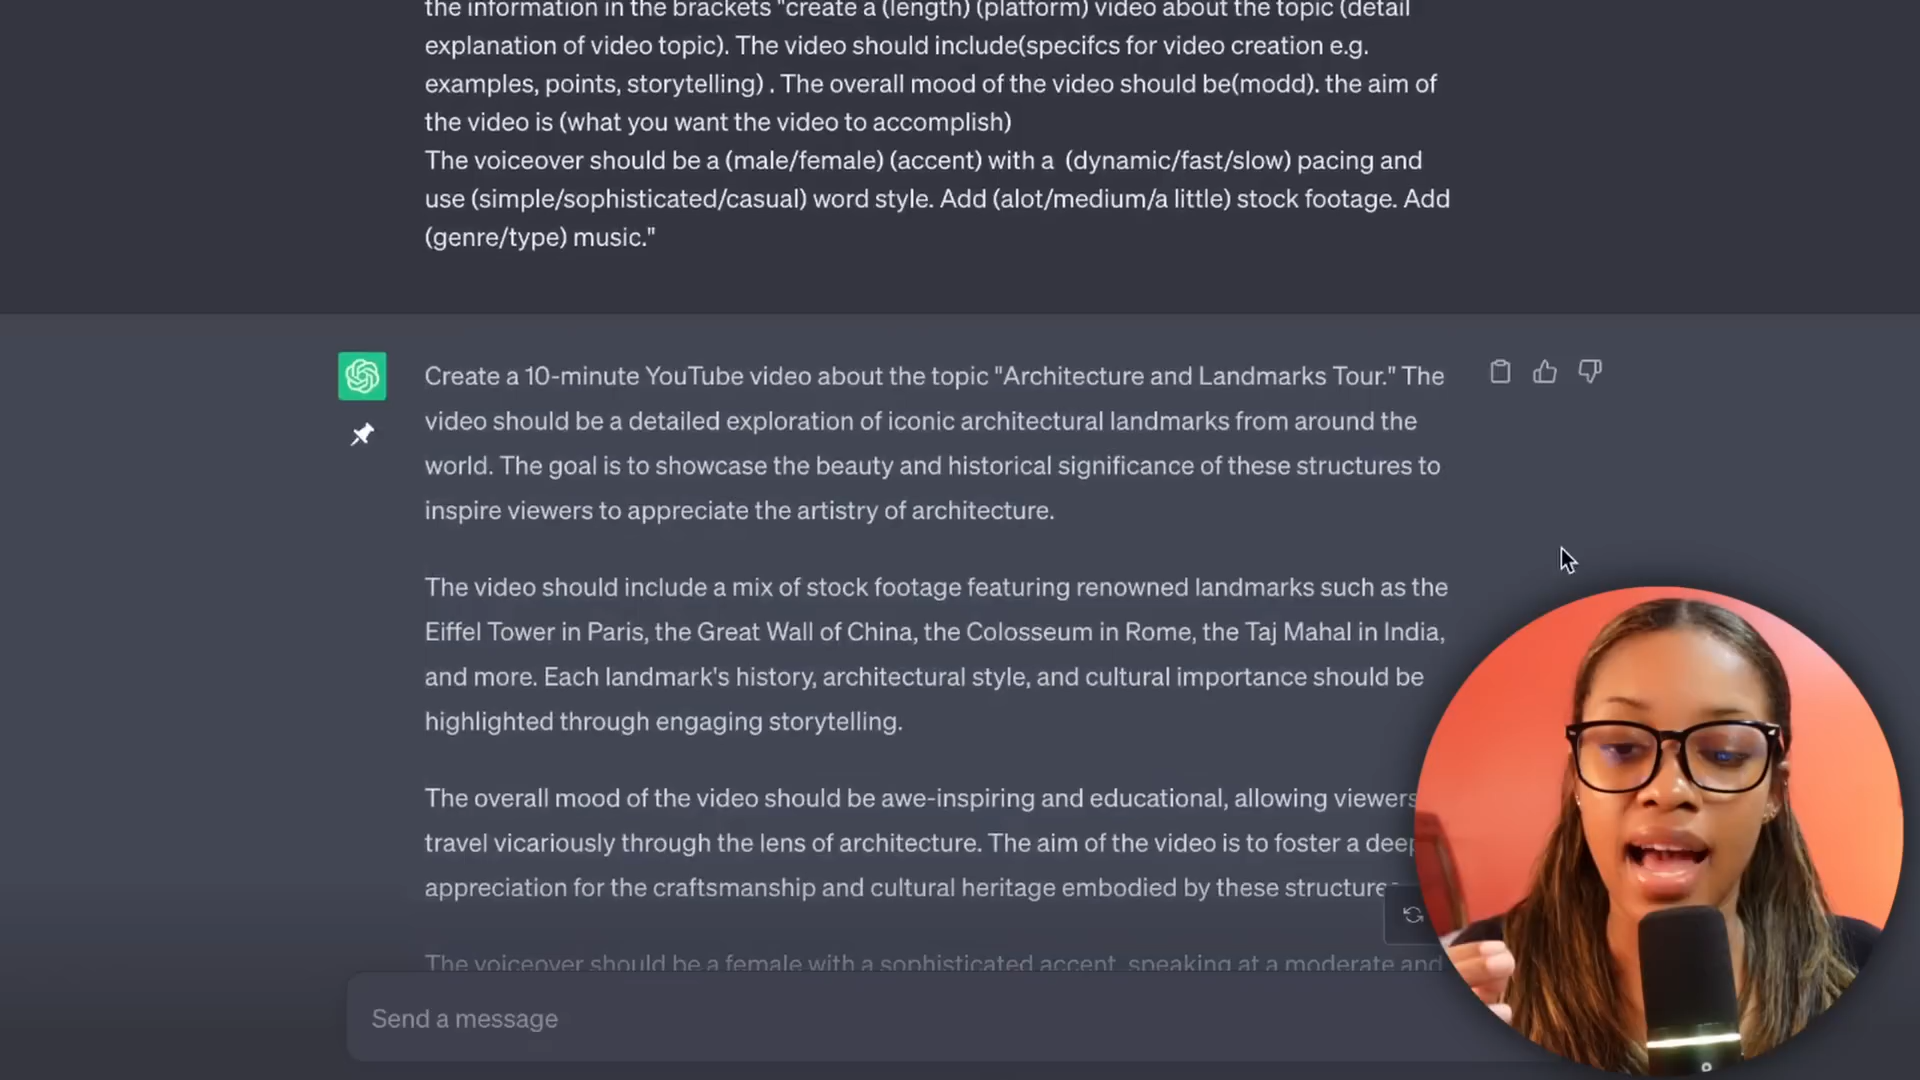 the information in the brackets "create a (length) (platform) video about the topic (detail
explanation of video topic). The video should include(specifcs for video creation e.g.
examples, points, storytelling) . The overall mood of the video should be(modd). the aim of
the video is (what you want the video to accomplish)
The voiceover should be a (male/female) (accent) with a  (dynamic/fast/slow) pacing and
use (simple/sophisticated/casual) word style. Add (alot/medium/a little) stock footage. Add
(genre/type) music."
Create a 10-minute YouTube video about the topic "Architecture and Landmarks Tour." The
video should be a detailed exploration of iconic architectural landmarks from around the
world. The goal is to showcase the beauty and historical significance of these structures to
inspire viewers to appreciate the artistry of architecture.
The video should include a mix of stock footage featuring renowned landmarks such as the
Eiffel Tower in Paris, the Great Wall of China, the Colosseum in Rome, the Taj Mahal in India,
and more. Each landmark's history, architectural style, and cultural importance should be
highlighted through engaging storytelling.
The overall mood of the video should be awe-inspiring and educational, allowing viewers
travel vicariously through the lens of architecture. The aim of the video is to foster a deep
appreciation for the craftsmanship and cultural heritage embodied by these structures
The voiceover should be a female with a sophisticated accent, speaking at a moderate and
Send a message